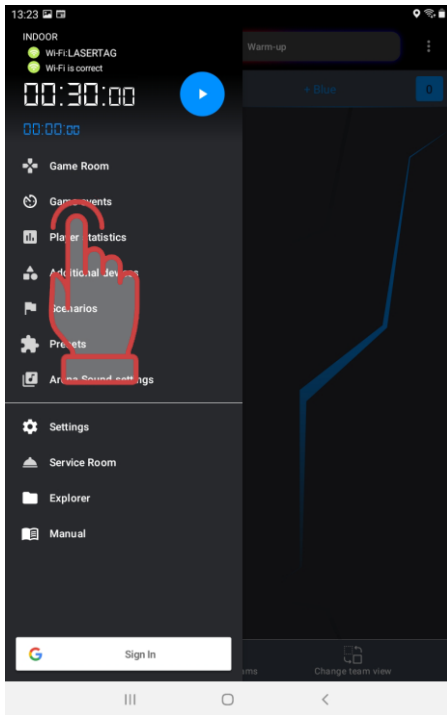 13:23
INDOOR
Wi-Fi:LASERTAG
Wi-Fi is correct
Warm-up
00:30:00
+ Blue
0
00:00:00
Game Room
Game events
Player statistics
Additional devices
Scenarios
Presets
Arena Sound settings
Settings
Service Room
Explorer
Manual
Sign In
Change team view